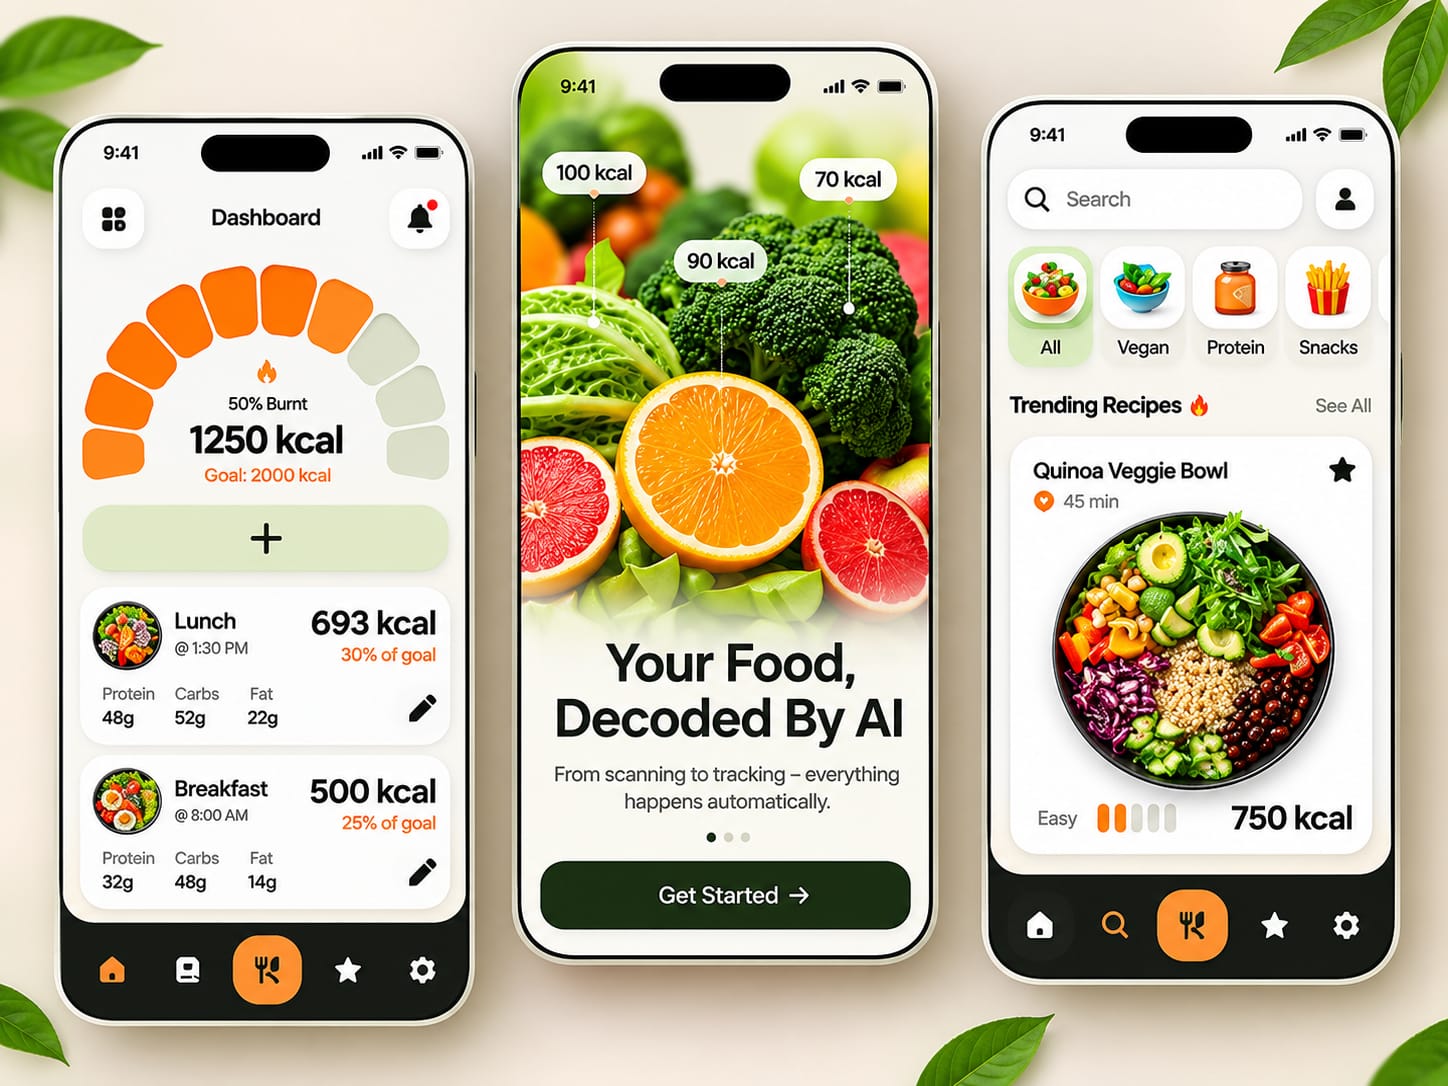 9:41
Dashboard
50% Burnt
1250 kcal
Goal: 2000 kcal
+
Lunch
@ 1:30 PM
693 kcal
30% of goal
Protein Carbs Fat
48g 52g 22g
Breakfast
@ 8:00 AM
500 kcal
25% of goal
Protein Carbs Fat
32g 48g 14g
9:41
100 kcal
70 kcal
90 kcal
Your Food,
Decoded By AI
From scanning to tracking – everything
happens automatically.
Get Started →
9:41
Search
All Vegan Protein Snacks
Trending Recipes
See All
Quinoa Veggie Bowl
45 min
Easy
750 kcal